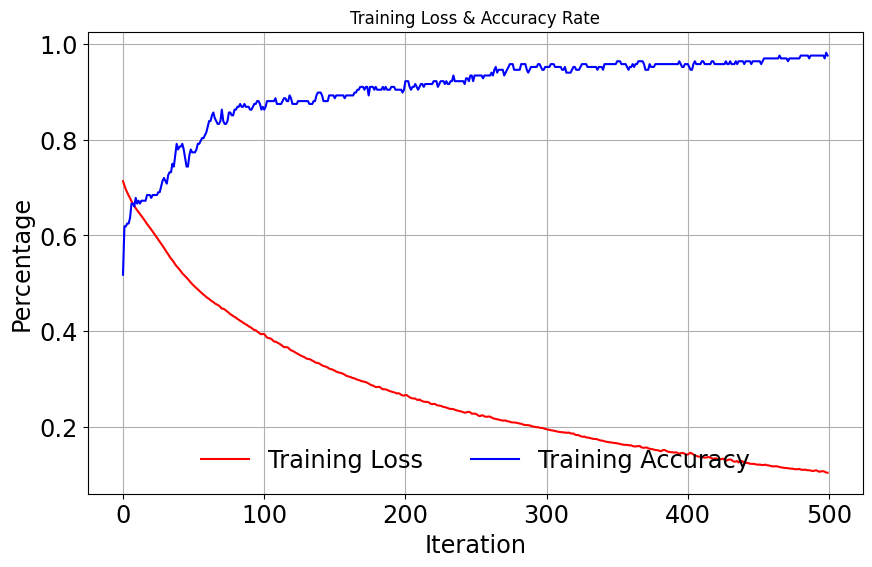 Training Loss & Accuracy Rate
Percentage
1.0
0.8
0.6
0.4
0.2
Training Loss
Training Accuracy
0 100 200 300 400 500
Iteration